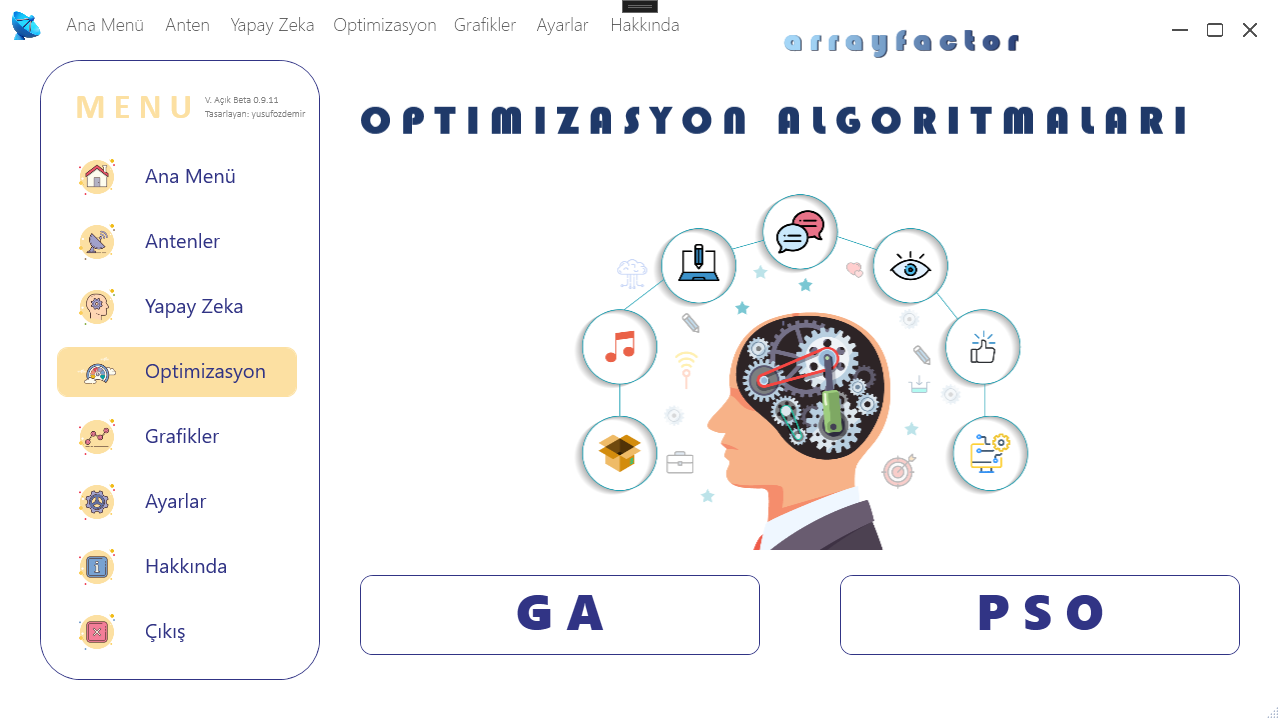 Ana Menü Anten Yapay Zeka Optimizasyon Grafikler Ayarlar Hakkında
arrayfactor
MENU
V. Açık Beta 0.9.11
Tasarlayan: yusufozdemir
OPTIMIZASYON ALGORITMALARI
Ana Menü
Antenler
Yapay Zeka
Optimizasyon
Grafikler
Ayarlar
Hakkında
Çıkış
GA
PSO